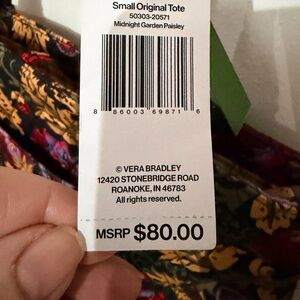 Small Original Tote
50303-20571
Midnight Garden Paisley
8 86003 69871 6
© VERA BRADLEY
12420 STONEBRIDGE ROAD
ROANOKE, IN 46783
All rights reserved.
MSRP $80.00